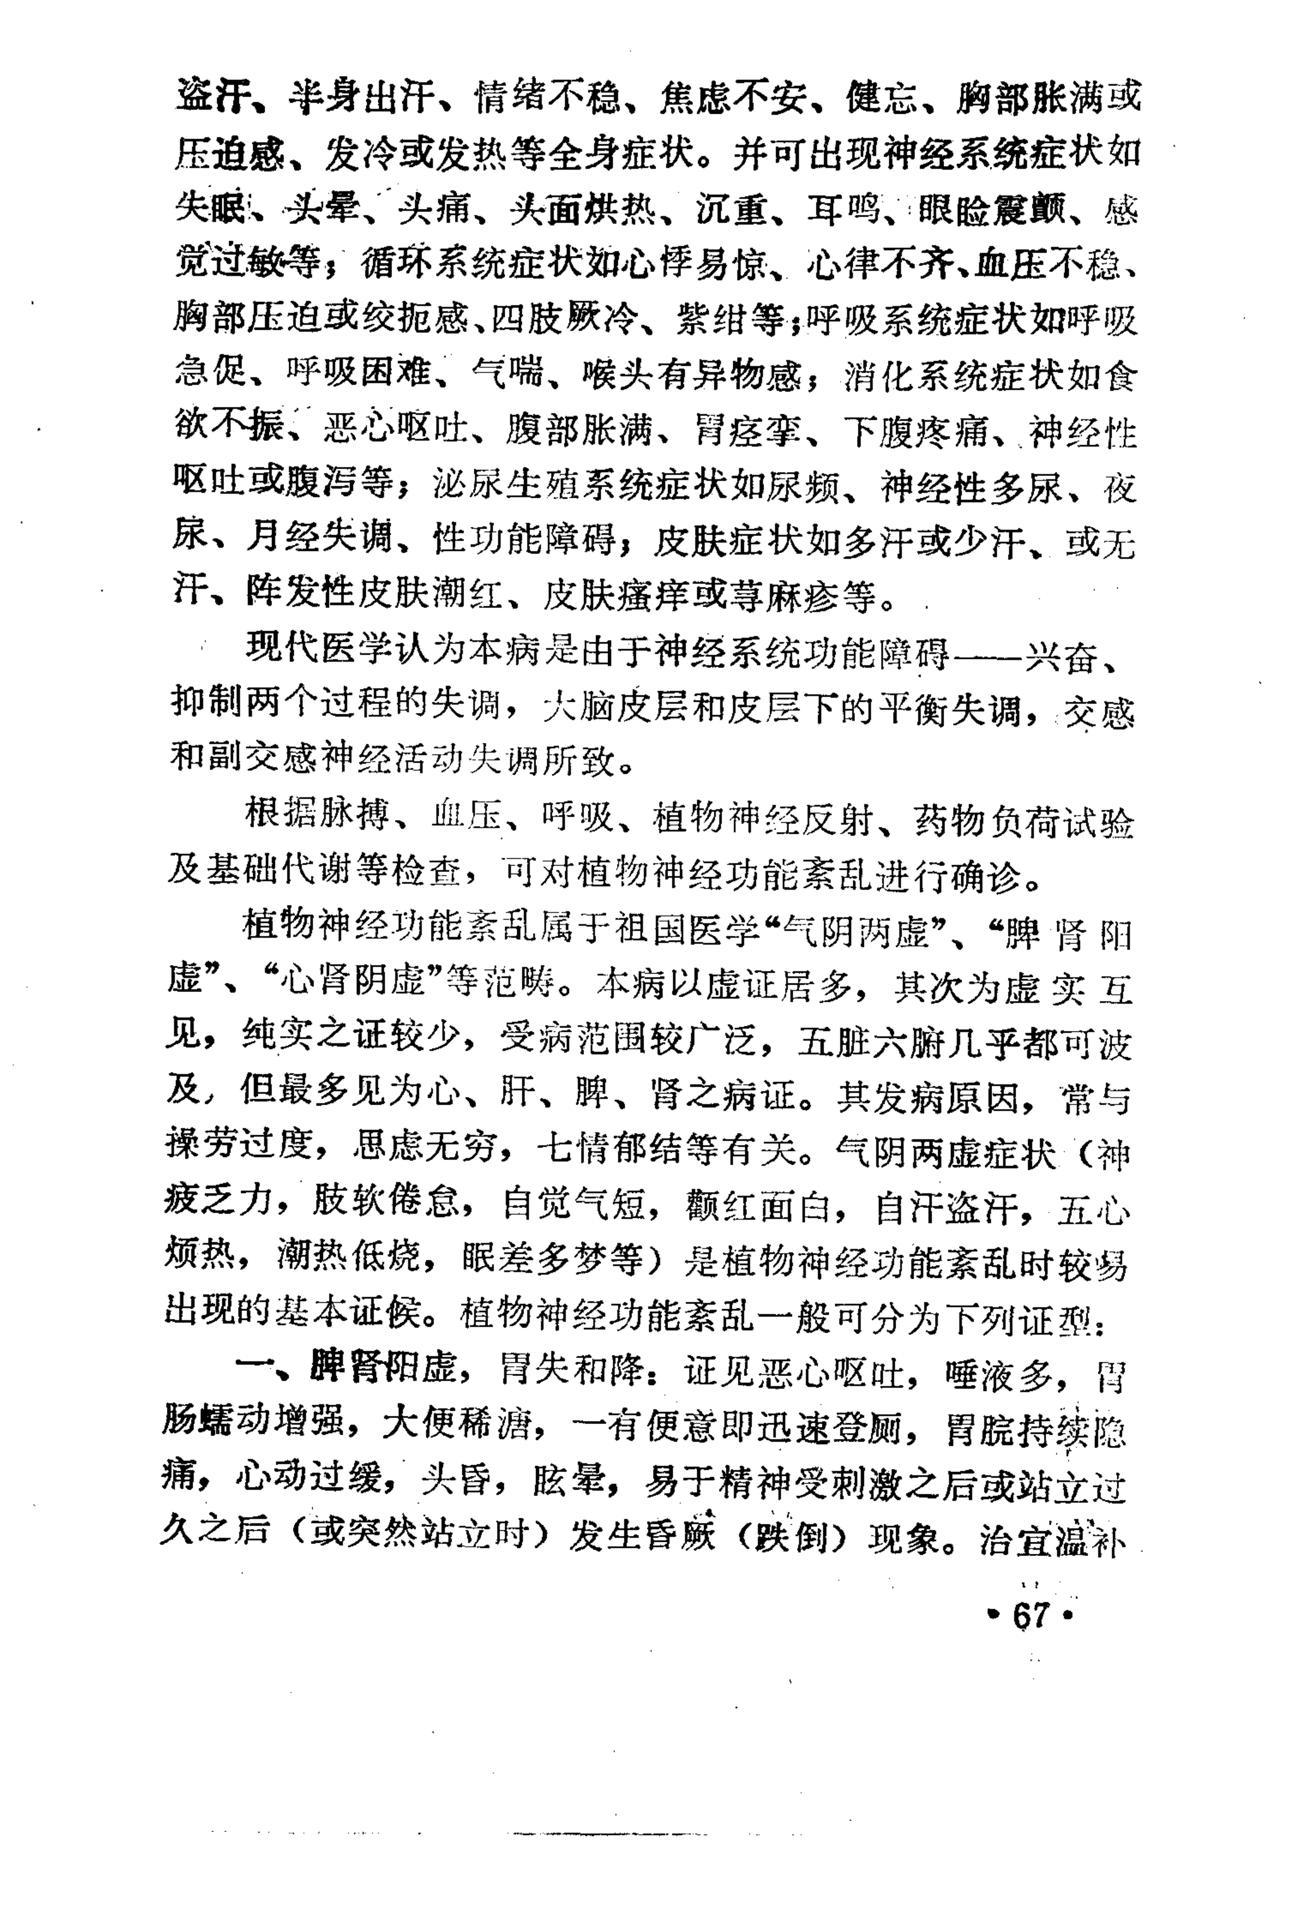 盗汗、半身出汗、情绪不稳、焦虑不安、健忘、胸部胀满或
压迫感、发冷或发热等全身症状。并可出现神经系统症状如
失眠、头晕、头痛、头面烘热、沉重、耳鸣、眼睑震颤、感
觉过敏等；循环系统症状如心悸易惊、心律不齐、血压不稳、
胸部压迫或绞扼感、四肢厥冷、紫绀等；呼吸系统症状如呼吸
急促、呼吸困难、气喘、喉头有异物感；消化系统症状如食
欲不振、恶心呕吐、腹部胀满、胃痉挛、下腹疼痛、神经性
呕吐或腹泻等；泌尿生殖系统症状如尿频、神经性多尿、夜
尿、月经失调、性功能障碍；皮肤症状如多汗或少汗、或无
汗、阵发性皮肤潮红、皮肤瘙痒或荨麻疹等。
现代医学认为本病是由于神经系统功能障碍——兴奋、
抑制两个过程的失调，大脑皮层和皮层下的平衡失调，交感
和副交感神经活动失调所致。
根据脉搏、血压、呼吸、植物神经反射、药物负荷试验
及基础代谢等检查，可对植物神经功能紊乱进行确诊。
植物神经功能紊乱属于祖国医学“气阴两虚”、“脾肾阳
虚”、“心肾阴虚”等范畴。本病以虚证居多，其次为虚实互
见，纯实之证较少，受病范围较广泛，五脏六腑几乎都可波
及，但最多见为心、肝、脾、肾之病证。其发病原因，常与
操劳过度，思虑无穷，七情郁结等有关。气阴两虚症状（神
疲乏力，肢软倦怠，自觉气短，颧红面白，自汗盗汗，五心
烦热，潮热低烧，眠差多梦等）是植物神经功能紊乱时较易
出现的基本证候。植物神经功能紊乱一般可分为下列证型：
一、脾肾阳虚，胃失和降：证见恶心呕吐，唾液多，胃
肠蠕动增强，大便稀溏，一有便意即迅速登厕，胃脘持续隐
痛，心动过缓，头昏，眩晕，易于精神受刺激之后或站立过
久之后（或突然站立时）发生昏厥（跌倒）现象。治宜温补
•67•